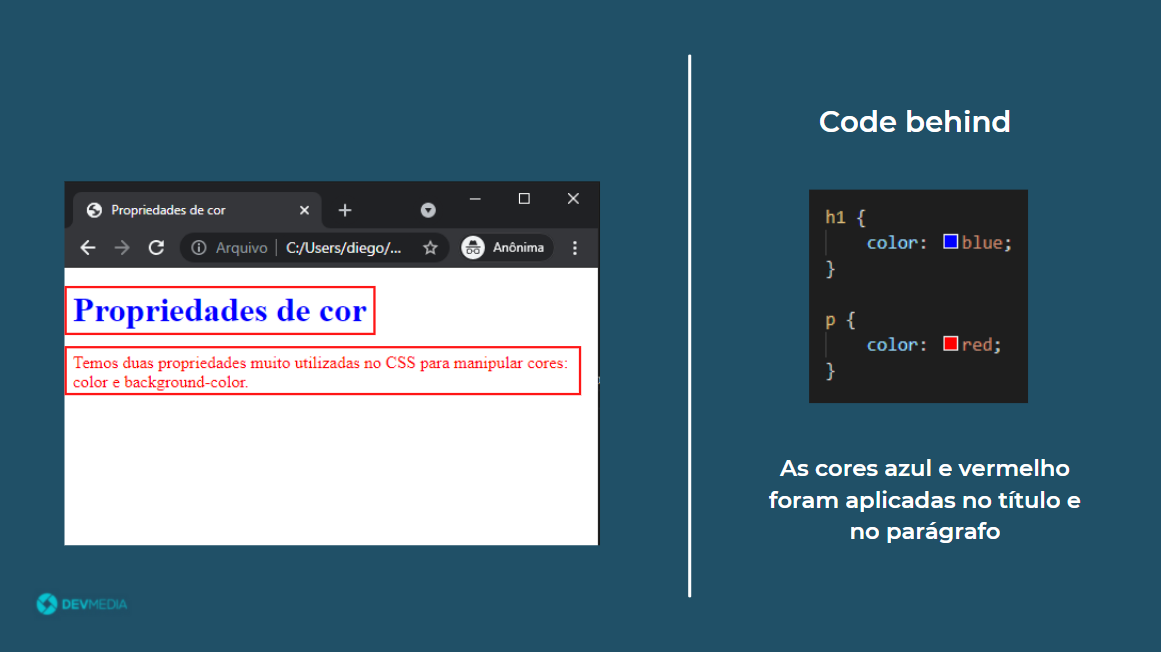 Propriedades de cor
Arquivo
C:/Users/diego/...
Anônima
Propriedades de cor
Temos duas propriedades muito utilizadas no CSS para manipular cores:
color e background-color.
DEVMEDIA
Code behind
h1 {
color: blue;
}
p {
color: red;
}
As cores azul e vermelho
foram aplicadas no título e
no parágrafo